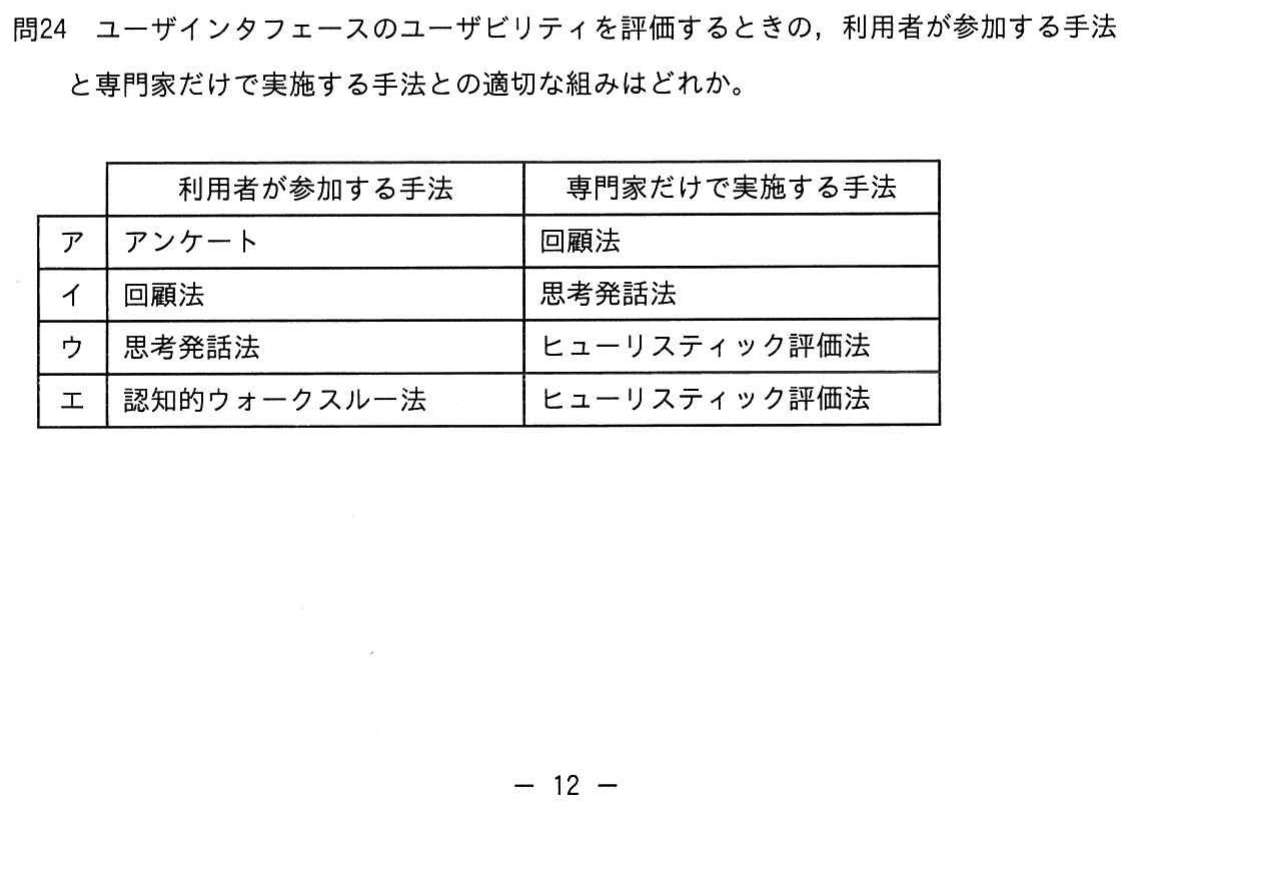 問24 ユーザインタフェースのユーザビリティを評価するときの，利用者が参加する手法
と専門家だけで実施する手法との適切な組みはどれか。
利用者が参加する手法 専門家だけで実施する手法
ア アンケート 回顧法
イ 回顧法 思考発話法
ウ 思考発話法 ヒューリスティック評価法
エ 認知的ウォークスルー法 ヒューリスティック評価法
― 12 ―